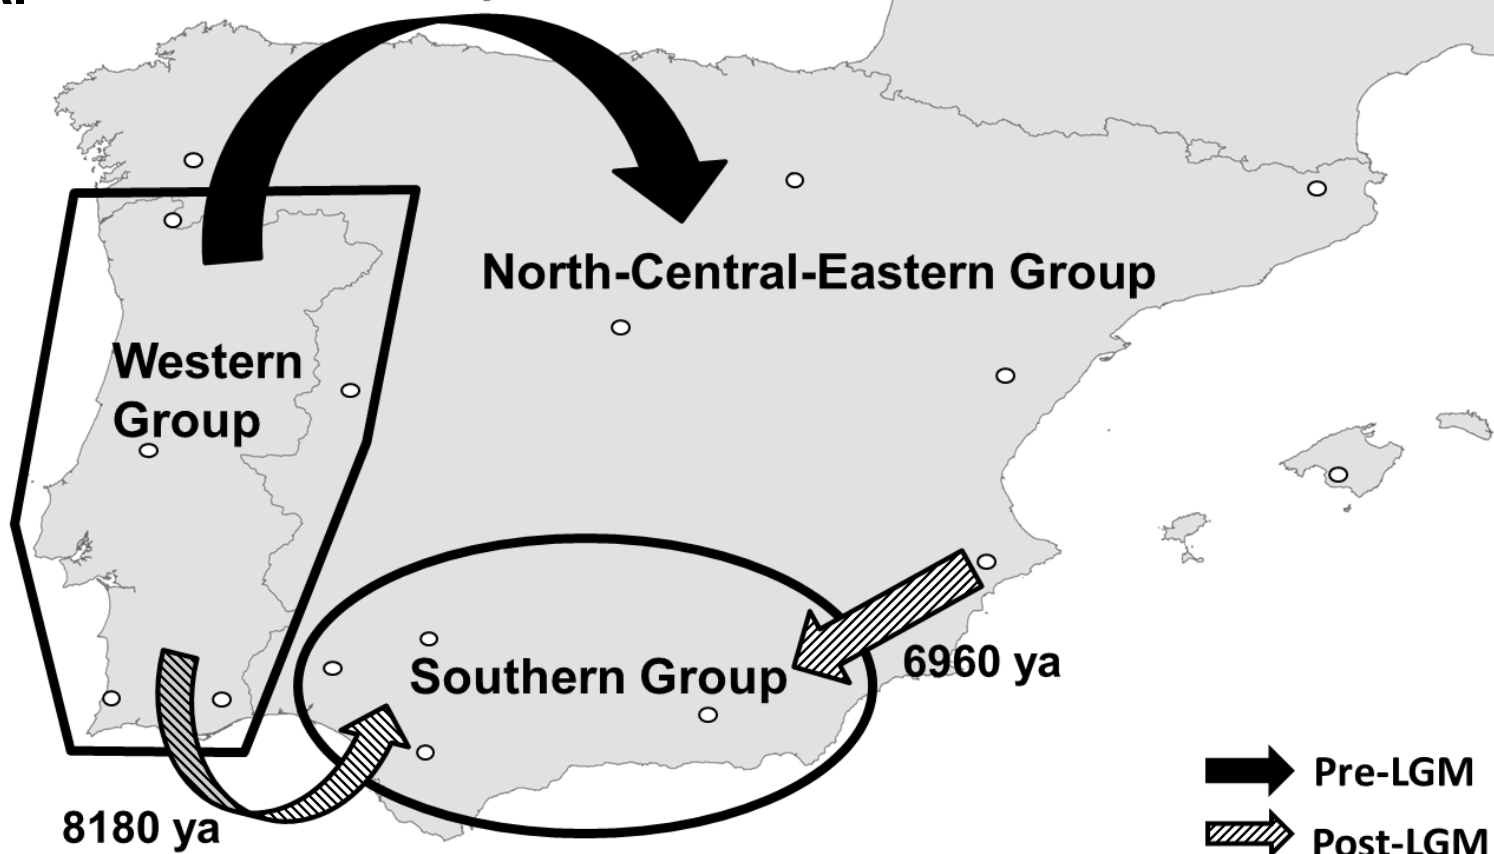 North-Central-Eastern Group
Western
Group
Southern Group
6960 ya
8180 ya
Pre-LGM
Post-LGM